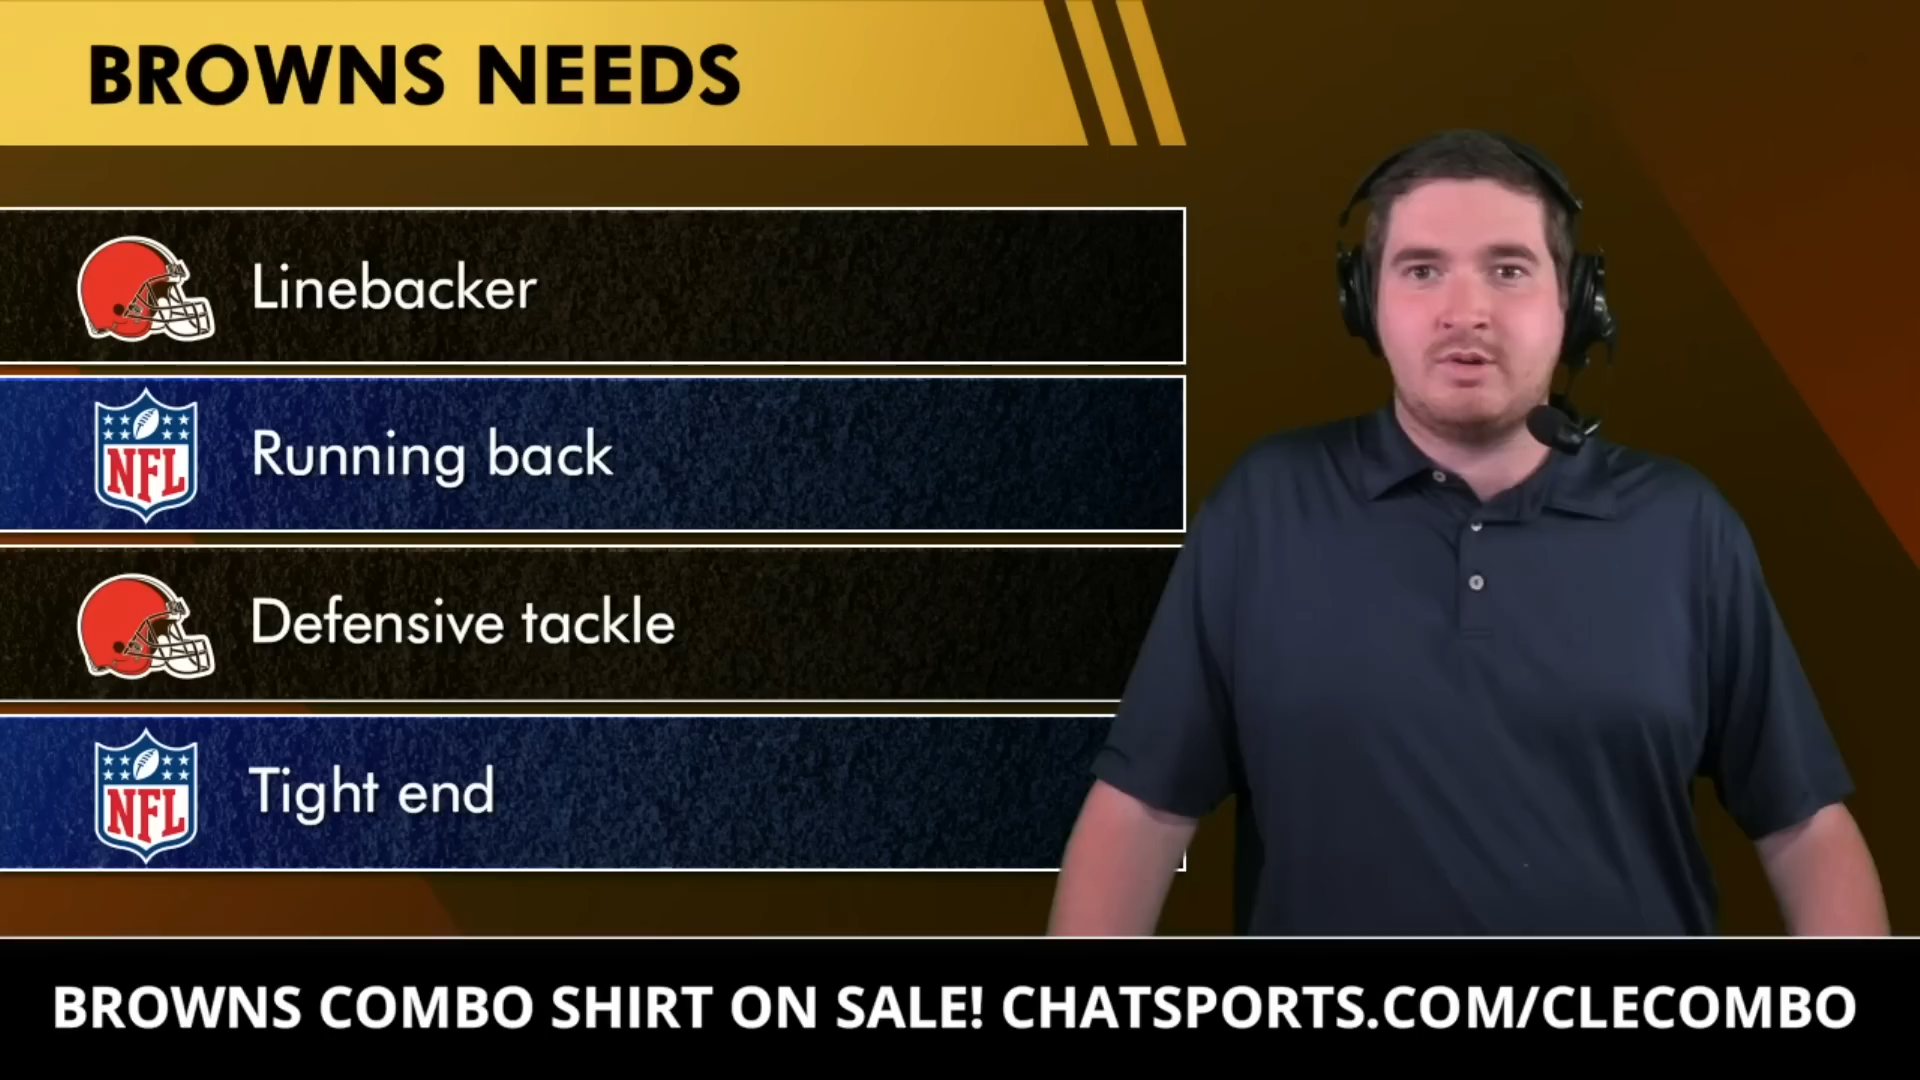 BROWNS NEEDS
Linebacker
NFL
Running back
Defensive tackle
NFL
Tight end
BROWNS COMBO SHIRT ON SALE! CHATSPORTS.COM/CLECOMBO